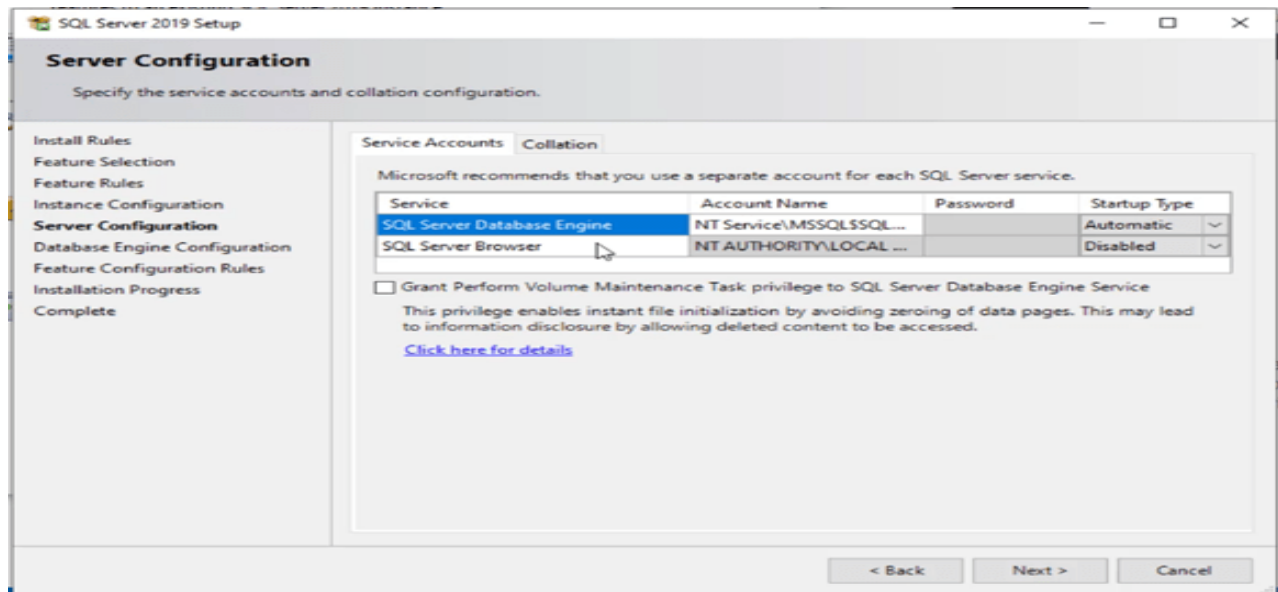 SQL Server 2019 Setup
Server Configuration
Specify the service accounts and collation configuration.
Install Rules
Feature Selection
Feature Rules
Instance Configuration
Server Configuration
Database Engine Configuration
Feature Configuration Rules
Installation Progress
Complete
Service Accounts Collation
Microsoft recommends that you use a separate account for each SQL Server service.
Service Account Name Password Startup Type
SQL Server Database Engine NT Service\MSSQL$SQL... Automatic
SQL Server Browser NT AUTHORITY\LOCAL ... Disabled
Grant Perform Volume Maintenance Task privilege to SQL Server Database Engine Service
This privilege enables instant file initialization by avoiding zeroing of data pages. This may lead
to information disclosure by allowing deleted content to be accessed.
Click here for details
< Back Next > Cancel